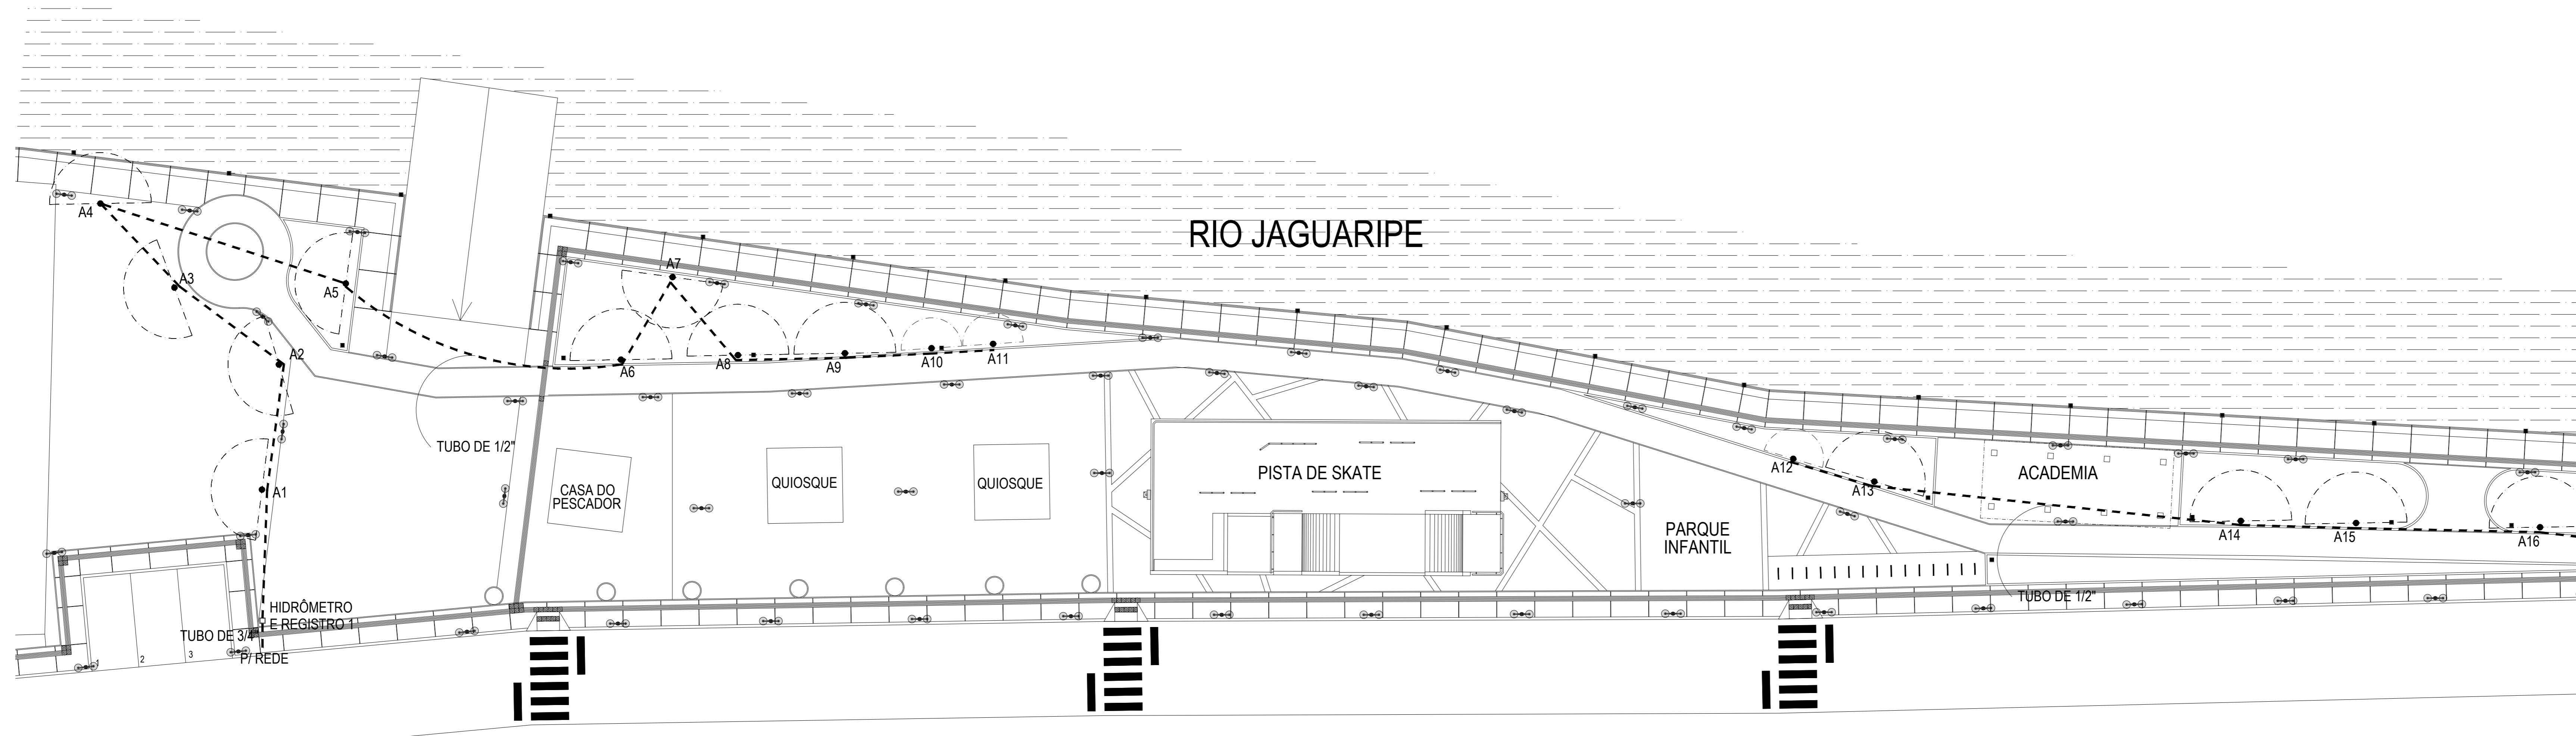 RIO JAGUARIPE
A4
A3
A5
A2
A1
A7
A6
A8
A9
A10
A11
TUBO DE 1/2"
CASA DO
PESCADOR
QUIOSQUE
QUIOSQUE
PISTA DE SKATE
PARQUE
INFANTIL
A12
A13
ACADEMIA
A14
A15
A16
TUBO DE 1/2"
HIDRÔMETRO
E REGISTRO 1
TUBO DE 3/4"
P/ REDE
1
2
3